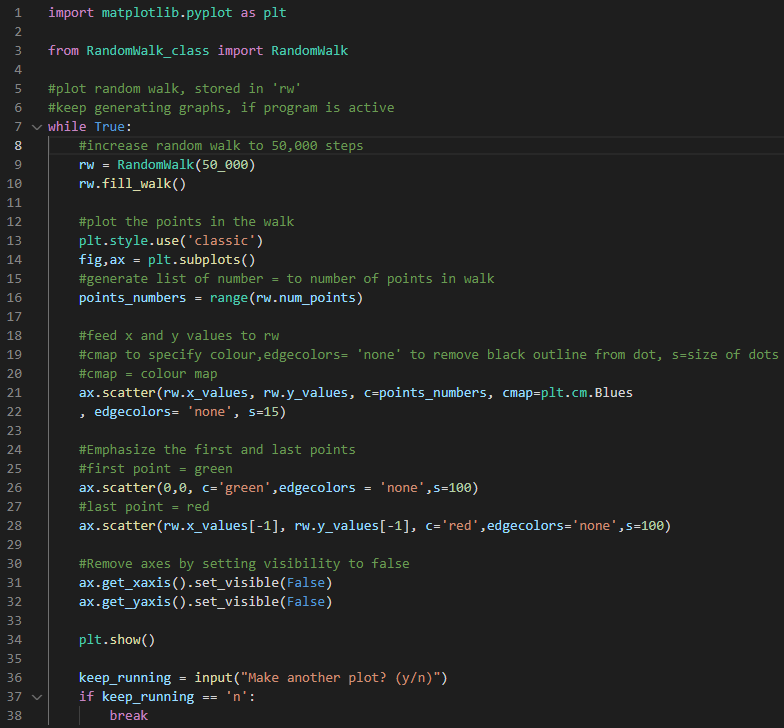 1 import matplotlib.pyplot as plt
2
3 from RandomWalk_class import RandomWalk
4
5 #plot random walk, stored in 'rw'
6 #keep generating graphs, if program is active
7 while True:
8     #increase random walk to 50,000 steps
9     rw = RandomWalk(50_000)
10     rw.fill_walk()
11
12     #plot the points in the walk
13     plt.style.use('classic')
14     fig,ax = plt.subplots()
15     #generate list of number = to number of points in walk
16     points_numbers = range(rw.num_points)
17
18     #feed x and y values to rw
19     #cmap to specify colour,edgecolors= 'none' to remove black outline from dot, s=size of dots
20     #cmap = colour map
21     ax.scatter(rw.x_values, rw.y_values, c=points_numbers, cmap=plt.cm.Blues
22     , edgecolors= 'none', s=15)
23
24     #Emphasize the first and last points
25     #first point = green
26     ax.scatter(0,0, c='green',edgecolors = 'none',s=100)
27     #last point = red
28     ax.scatter(rw.x_values[-1], rw.y_values[-1], c='red',edgecolors='none',s=100)
29
30     #Remove axes by setting visibility to false
31     ax.get_xaxis().set_visible(False)
32     ax.get_yaxis().set_visible(False)
33
34     plt.show()
35
36     keep_running = input("Make another plot? (y/n)")
37     if keep_running == 'n':
38         break